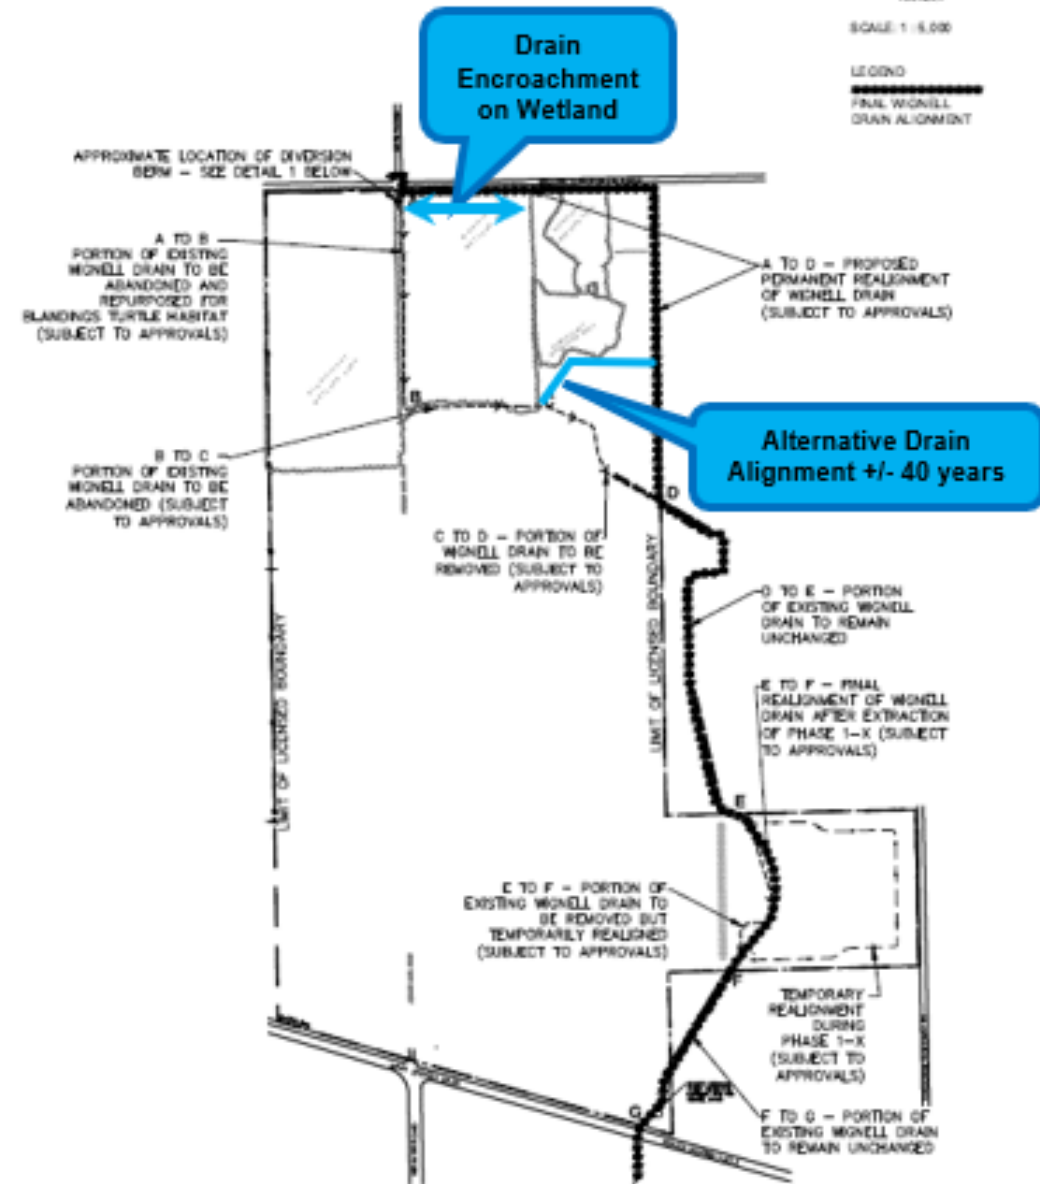 SCALE: 1 : 5,000
LEGEND
FINAL WIGNELL
DRAIN ALIGNMENT
Drain
Encroachment
on Wetland
APPROXIMATE LOCATION OF DIVERSION
BERM – SEE DETAIL 1 BELOW
A TO B
PORTION OF EXISTING
WIGNELL DRAIN TO BE
ABANDONED AND
REPURPOSED FOR
BLANDINGS TURTLE HABITAT
(SUBJECT TO APPROVALS)
A TO D – PROPOSED
PERMANENT REALIGNMENT
OF WIGNELL DRAIN
(SUBJECT TO APPROVALS)
B
Alternative Drain
Alignment +/- 40 years
B TO C
PORTION OF EXISTING
WIGNELL DRAIN TO BE
ABANDONED (SUBJECT
TO APPROVALS)
D
C TO D – PORTION OF
WIGNELL DRAIN TO BE
REMOVED (SUBJECT TO
APPROVALS)
D TO E – PORTION
OF EXISTING WIGNELL
DRAIN TO REMAIN
UNCHANGED
LIMIT OF LICENSED BOUNDARY
LIMIT OF LICENSED BOUNDARY
E TO F – FINAL
REALIGNMENT OF WIGNELL
DRAIN AFTER EXTRACTION
OF PHASE 1–X (SUBJECT
TO APPROVALS)
E
E TO F – PORTION OF
EXISTING WIGNELL DRAIN TO
BE REMOVED BUT
TEMPORARILY REALIGNED
(SUBJECT TO APPROVALS)
F
TEMPORARY
REALIGNMENT
DURING
PHASE 1–X
(SUBJECT TO
APPROVALS)
G
F TO G – PORTION OF
EXISTING WIGNELL DRAIN
TO REMAIN UNCHANGED